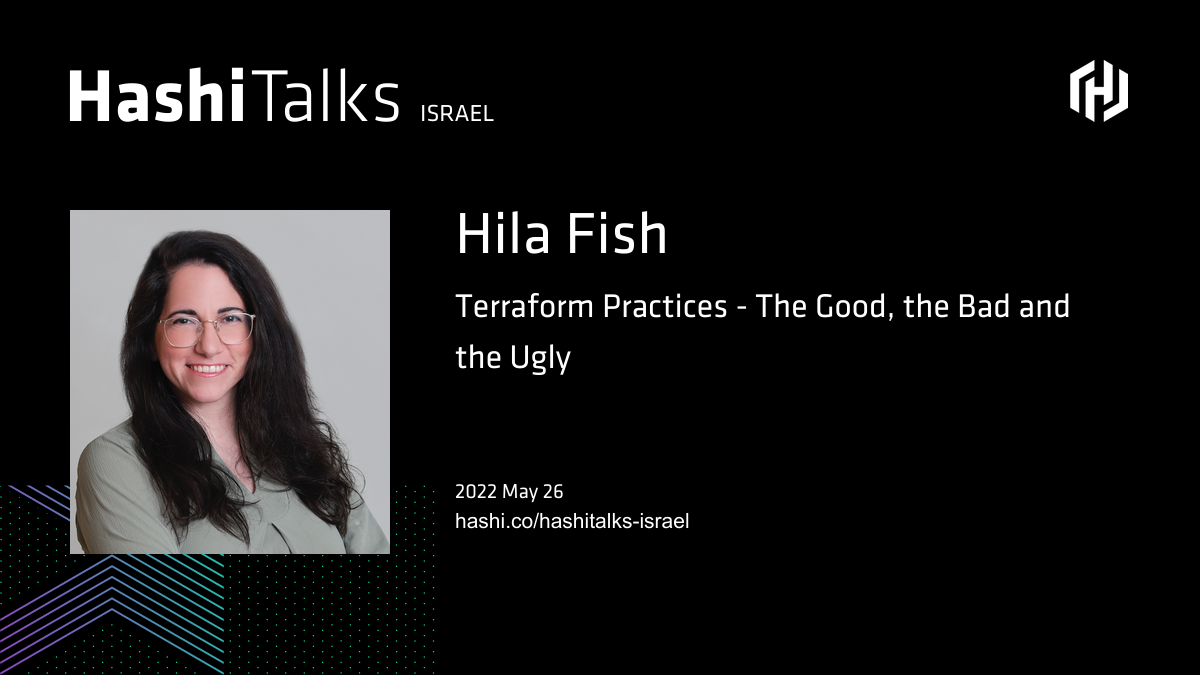 HashiTalks ISRAEL
Hila Fish
Terraform Practices - The Good, the Bad and
the Ugly
2022 May 26
hashi.co/hashitalks-israel